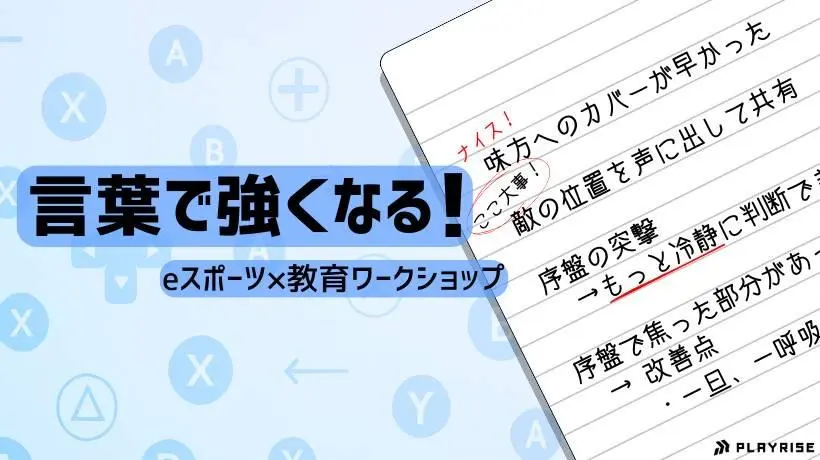 言葉で強くなる!
eスポーツ×教育ワークショップ
ナイス!
味方へのカバーが早かった
ここ大事!
敵の位置を声に出して共有
序盤の突撃
→もっと冷静に判断で
序盤で焦った部分があっ
→ 改善点
・一旦、一呼吸
A
X
B
X
A
X
X
L
Y
X
X
PLAYRISE